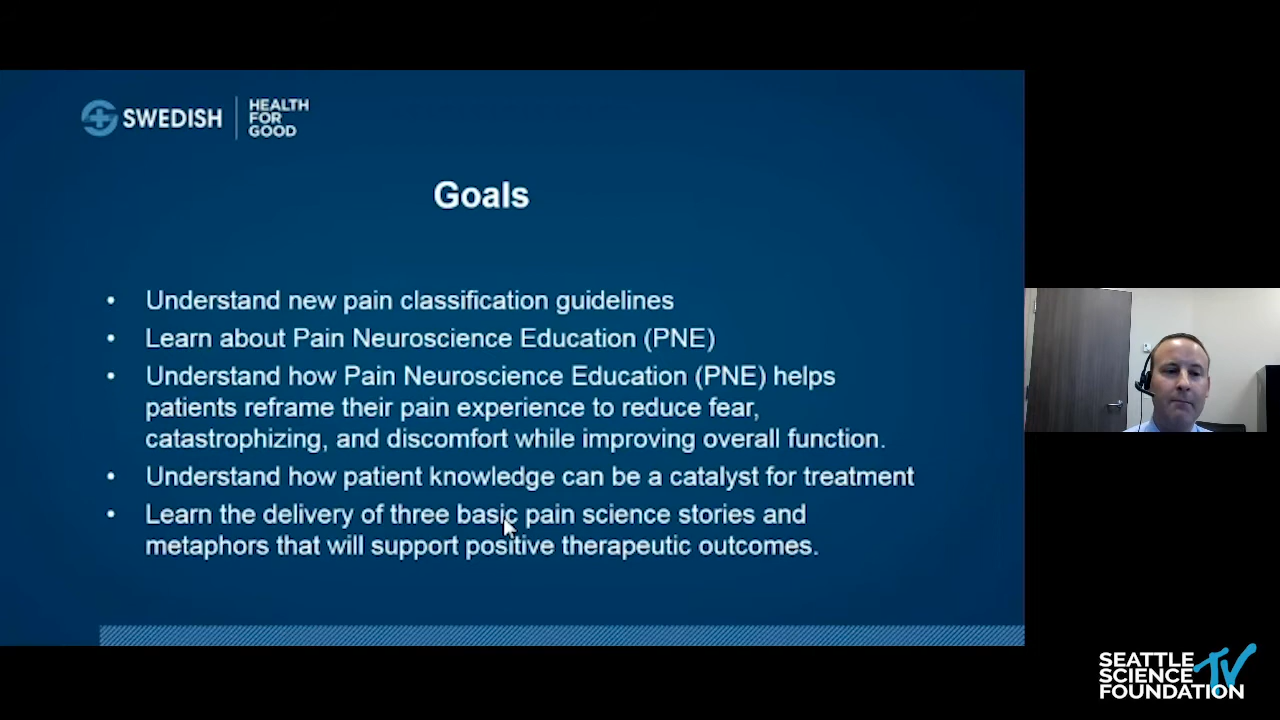 SWEDISH
HEALTH
FOR
GOOD
Goals
• Understand new pain classification guidelines
• Learn about Pain Neuroscience Education (PNE)
• Understand how Pain Neuroscience Education (PNE) helps
patients reframe their pain experience to reduce fear,
catastrophizing, and discomfort while improving overall function.
• Understand how patient knowledge can be a catalyst for treatment
• Learn the delivery of three basic pain science stories and
metaphors that will support positive therapeutic outcomes.
SEATTLE
SCIENCE
FOUNDATION
TV